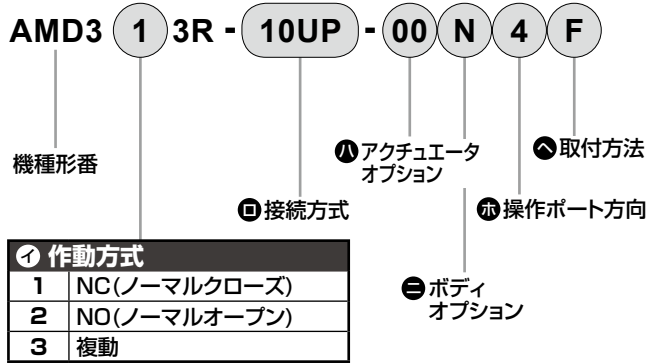 AMD3 1 3R - 10UP - 00 N 4 F
機種形番
ハ アクチュエータ
オプション
ヘ 取付方法
ロ 接続方式
ホ 操作ポート方向
イ 作動方式
1 NC(ノーマルクローズ)
2 NO(ノーマルオープン)
3 複動
ニ ボディ
オプション